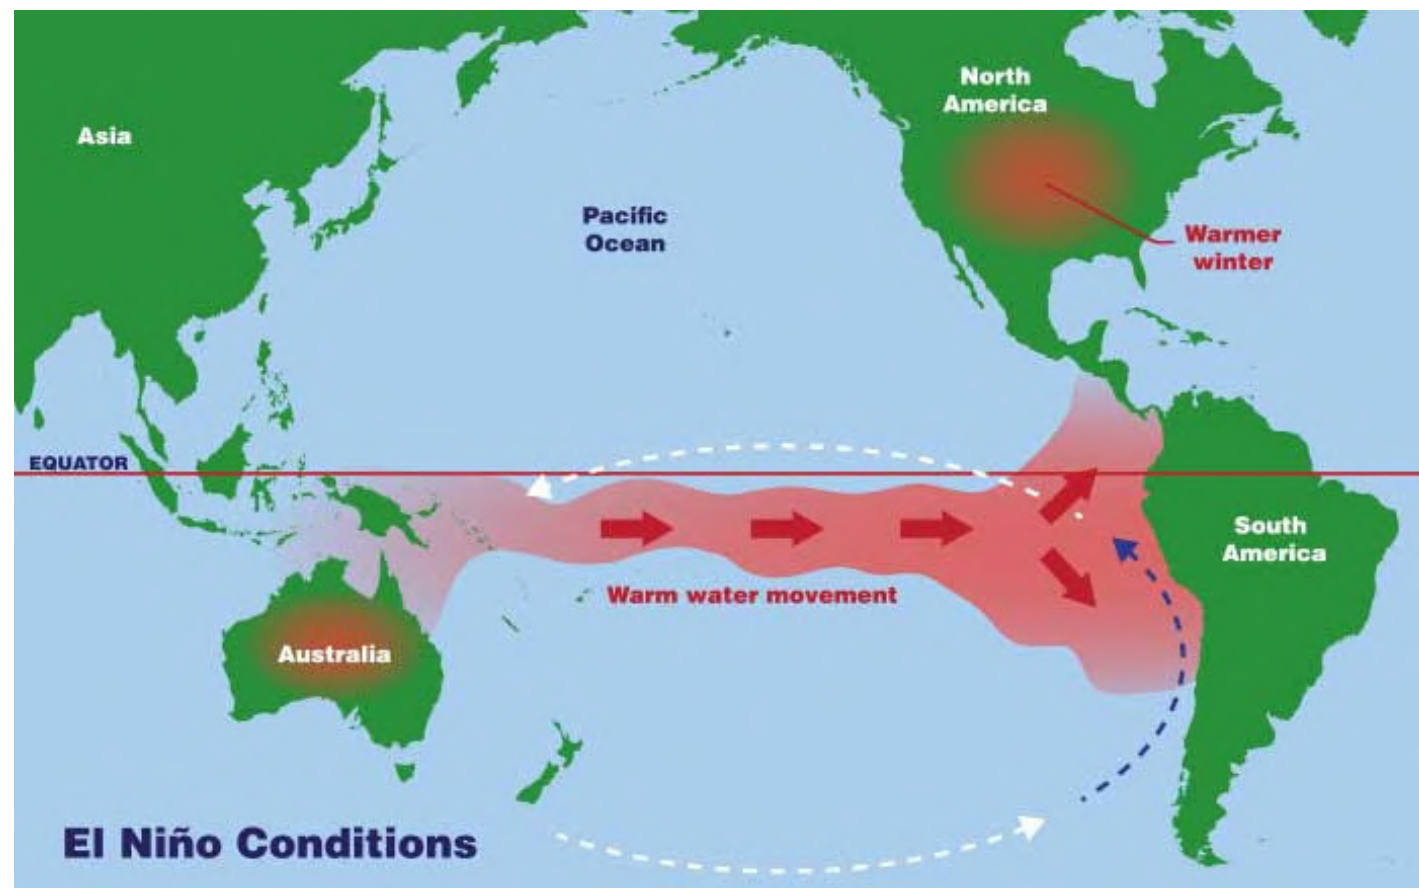 North
America
Asia
Pacific
Ocean
Warmer
winter
EQUATOR
South
America
Warm water movement
Australia
El Niño Conditions